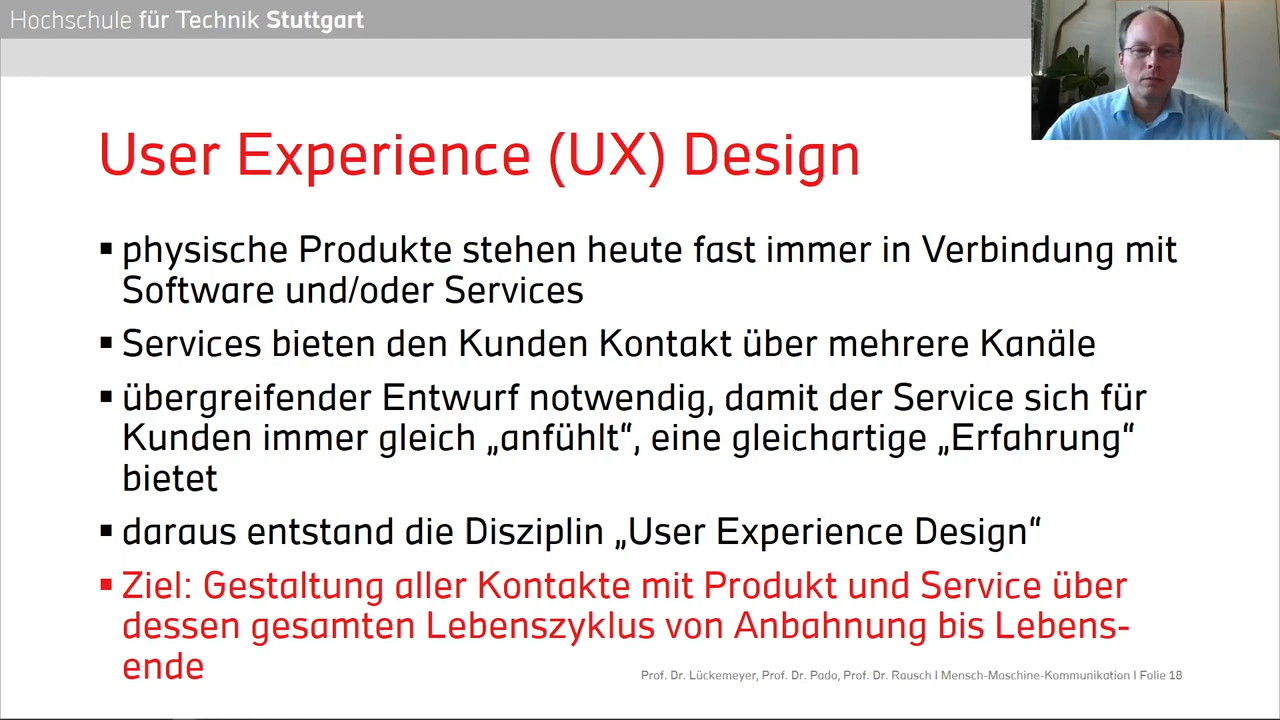 Hochschule für Technik Stuttgart
User Experience (UX) Design
▪ physische Produkte stehen heute fast immer in Verbindung mit
Software und/oder Services
▪ Services bieten den Kunden Kontakt über mehrere Kanäle
▪ übergreifender Entwurf notwendig, damit der Service sich für
Kunden immer gleich „anfühlt“, eine gleichartige „Erfahrung“
bietet
▪ daraus entstand die Disziplin „User Experience Design“
▪ Ziel: Gestaltung aller Kontakte mit Produkt und Service über
dessen gesamten Lebenszyklus von Anbahnung bis Lebens-
ende
Prof. Dr. Lückemeyer, Prof. Dr. Pado, Prof. Dr. Rausch I Mensch-Maschine-Kommunikation I Folie 18